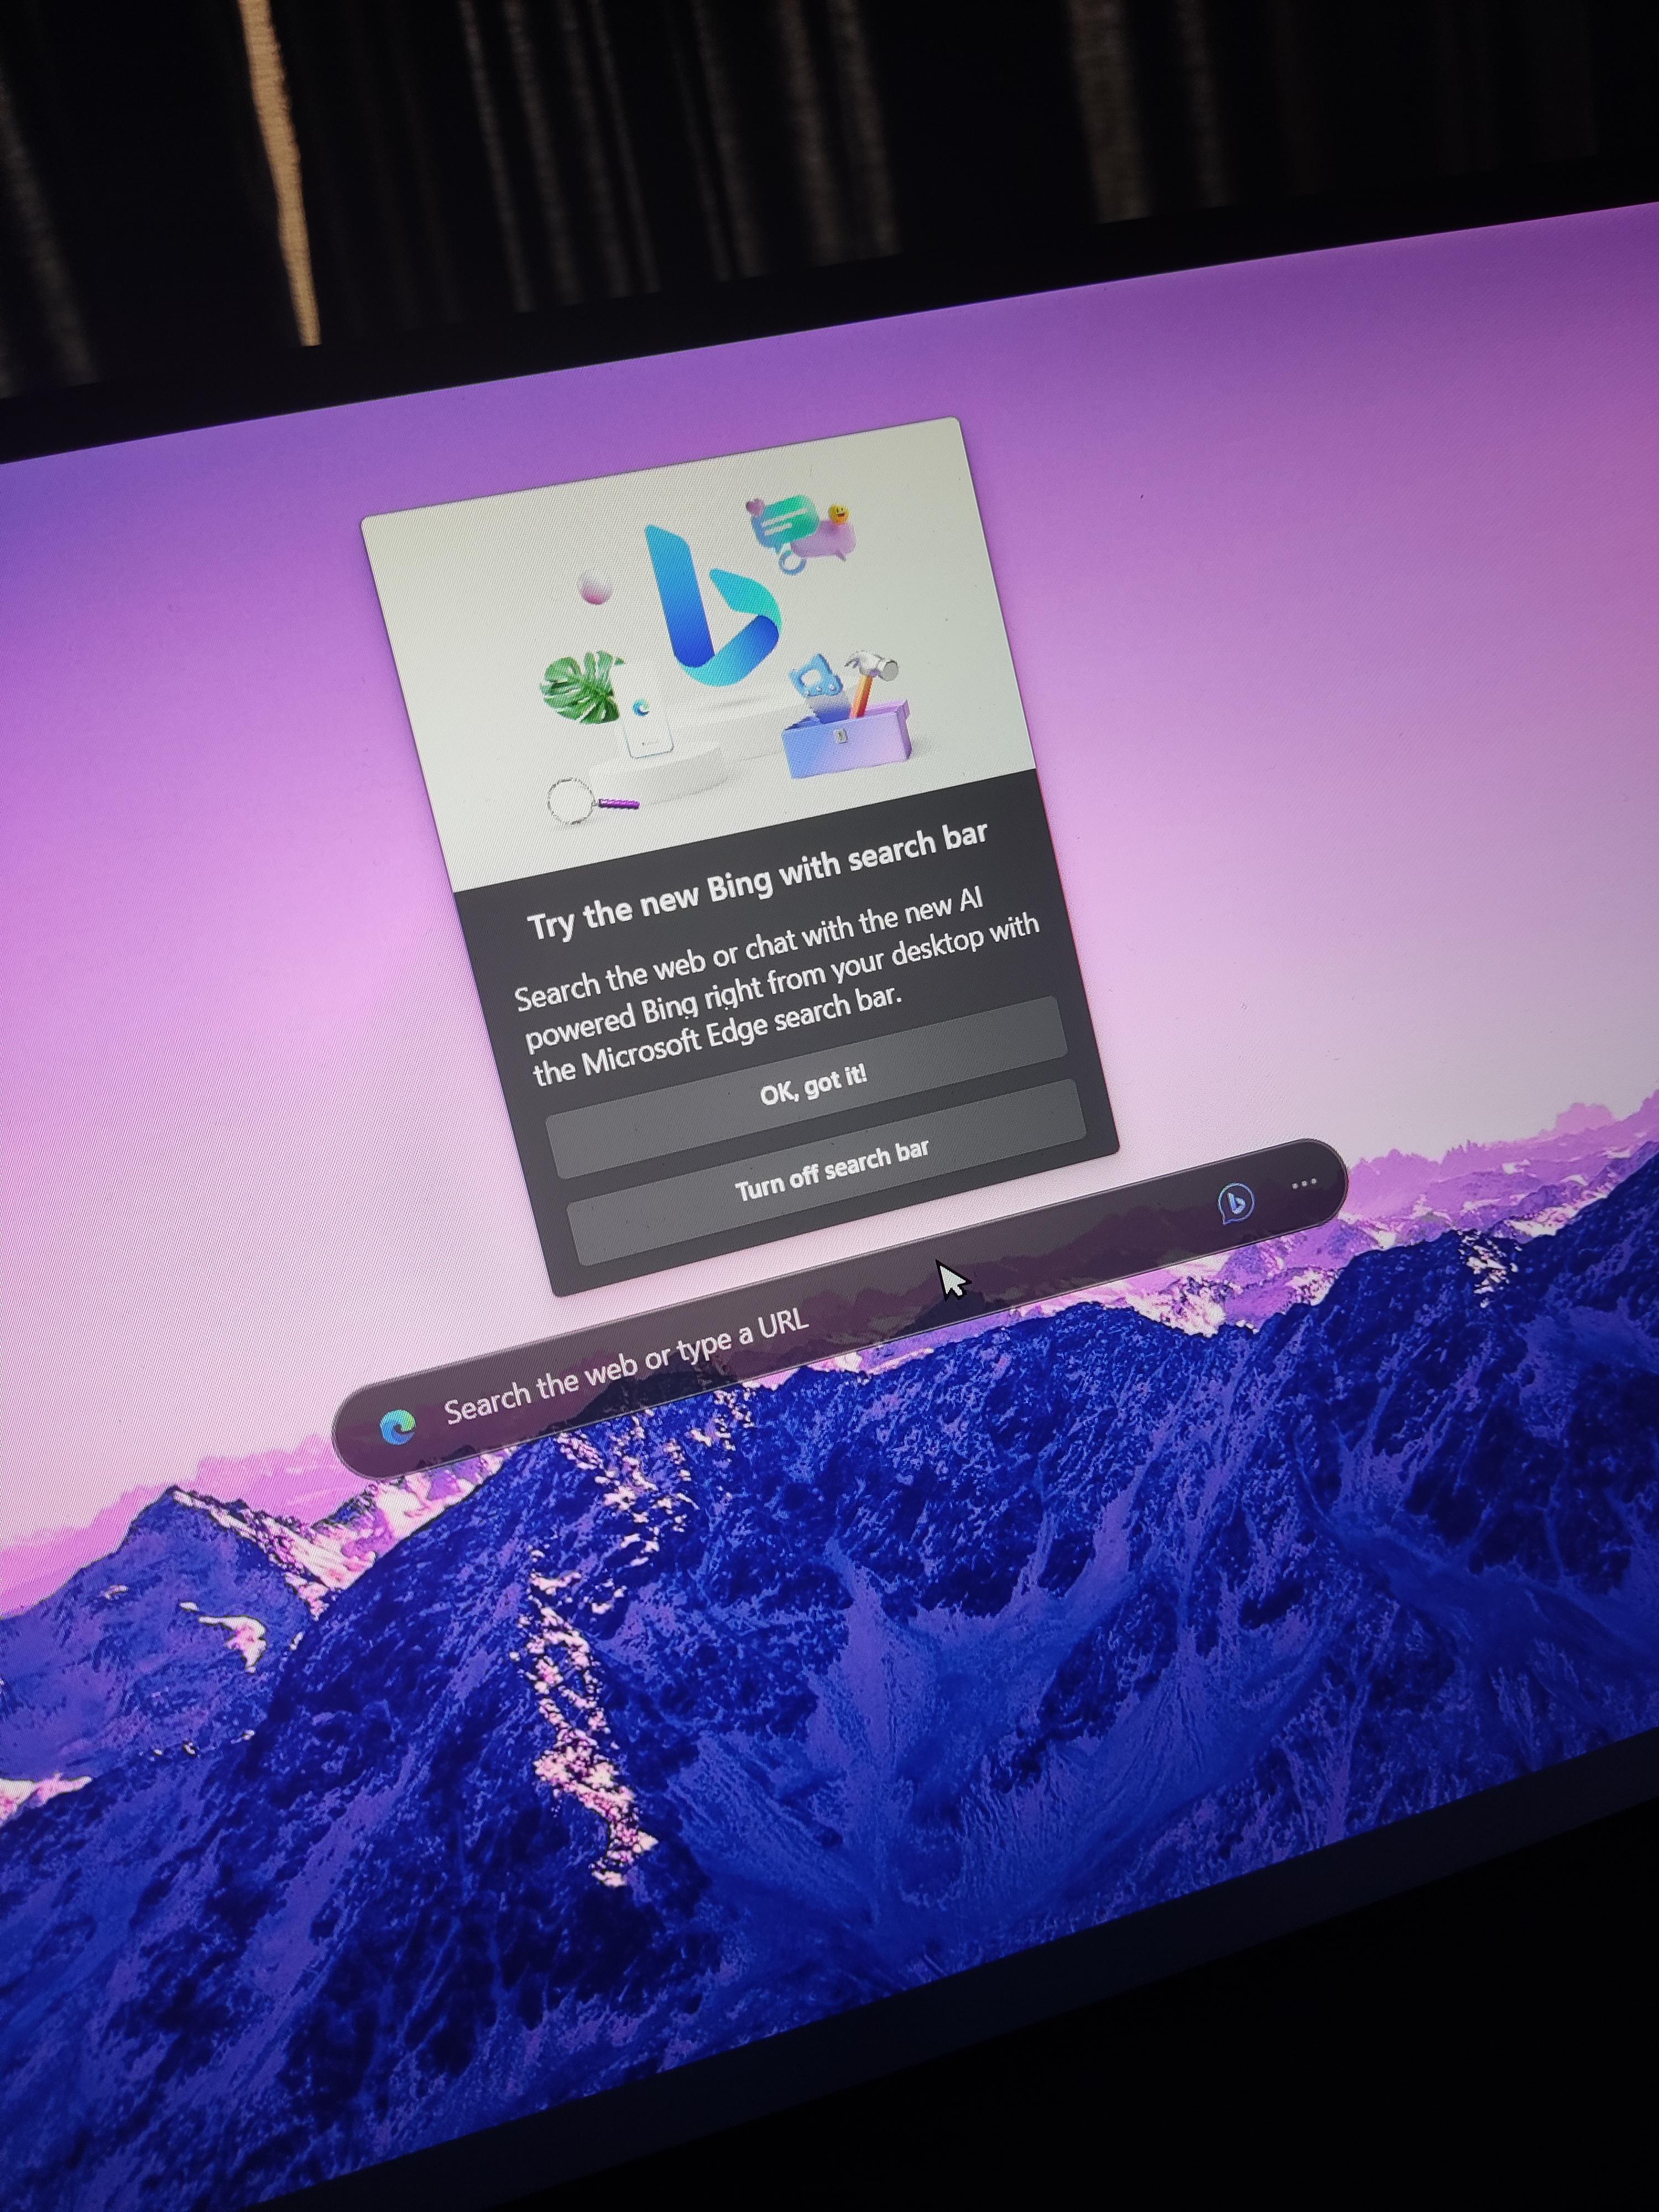 Try the new Bing with search bar
Search the web or chat with the new AI
powered Bing right from your desktop with
the Microsoft Edge search bar.
OK, got it!
Turn off search bar
Search the web or type a URL